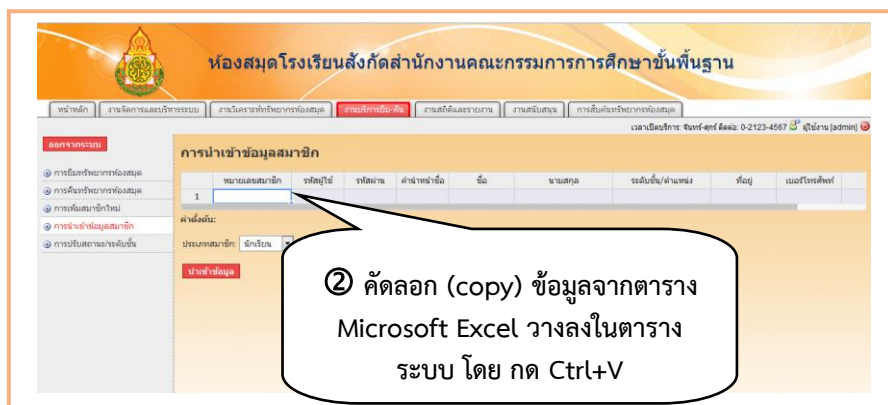 ห้องสมุดโรงเรียนสังกัดสำนักงานคณะกรรมการการศึกษาขั้นพื้นฐาน
หน้าหลัก งานจัดการและบริหารระบบ งานวิเคราะห์ทรัพยากรห้องสมุด งานบริการยืม-คืน งานสถิติและรายงาน งานสนับสนุน การสืบค้นทรัพยากรห้องสมุด
เวลาเปิดบริการ: จันทร์-ศุกร์ ติดต่อ: 0-2123-4567 ผู้ใช้งาน [admin]
ออกจากระบบ
การยืมทรัพยากรห้องสมุด
การคืนทรัพยากรห้องสมุด
การเพิ่มสมาชิกใหม่
การนำเข้าข้อมูลสมาชิก
การปรับสถานะ/ระดับชั้น
การนำเข้าข้อมูลสมาชิก
หมายเลขสมาชิก รหัสผู้ใช้ รหัสผ่าน คำนำหน้าชื่อ ชื่อ นามสกุล ระดับชั้น/ตำแหน่ง ที่อยู่ เบอร์โทรศัพท์
1
ค่าตั้งต้น:
ประเภทสมาชิก: นักเรียน
นำเข้าข้อมูล
② คัดลอก (copy) ข้อมูลจากตาราง
Microsoft Excel วางลงในตาราง
ระบบ โดย กด Ctrl+V